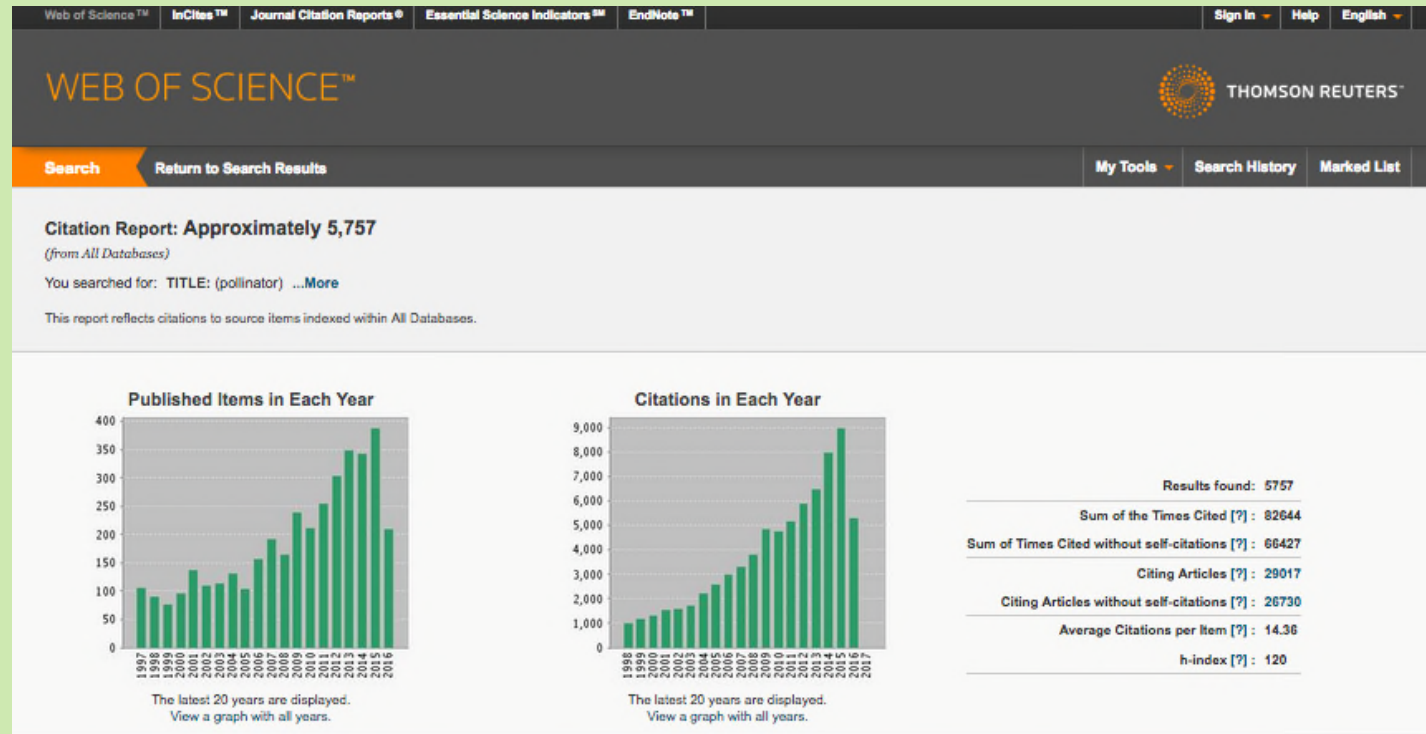 Web of Science™ InCites™ Journal Citation Reports® Essential Science Indicators℠ EndNote™ Sign In Help English
WEB OF SCIENCE™
THOMSON REUTERS™
Search Return to Search Results My Tools Search History Marked List
Citation Report: Approximately 5,757
(from All Databases)
You searched for: TITLE: (pollinator) ...More
This report reflects citations to source items indexed within All Databases.
Published Items in Each Year
400
350
300
250
200
150
100
50
0
1997 1998 1999 2000 2001 2002 2003 2004 2005 2006 2007 2008 2009 2010 2011 2012 2013 2014 2015 2016
The latest 20 years are displayed.
View a graph with all years.
Citations in Each Year
9,000
8,000
7,000
6,000
5,000
4,000
3,000
2,000
1,000
0
1998 1999 2000 2001 2002 2003 2004 2005 2006 2007 2008 2009 2010 2011 2012 2013 2014 2015 2016 2017
The latest 20 years are displayed.
View a graph with all years.
Results found: 5757
Sum of the Times Cited [?] : 82644
Sum of Times Cited without self-citations [?] : 66427
Citing Articles [?] : 29017
Citing Articles without self-citations [?] : 26730
Average Citations per Item [?] : 14.36
h-index [?] : 120